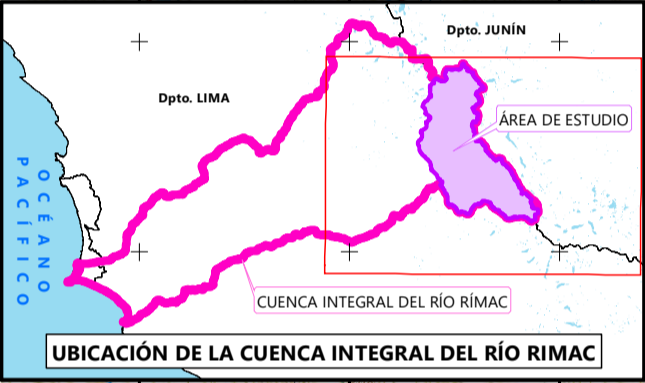 Dpto. JUNÍN
Dpto. LIMA
ÁREA DE ESTUDIO
OCÉANO
PACÍFICO
CUENCA INTEGRAL DEL RÍO RÍMAC
UBICACIÓN DE LA CUENCA INTEGRAL DEL RÍO RIMAC